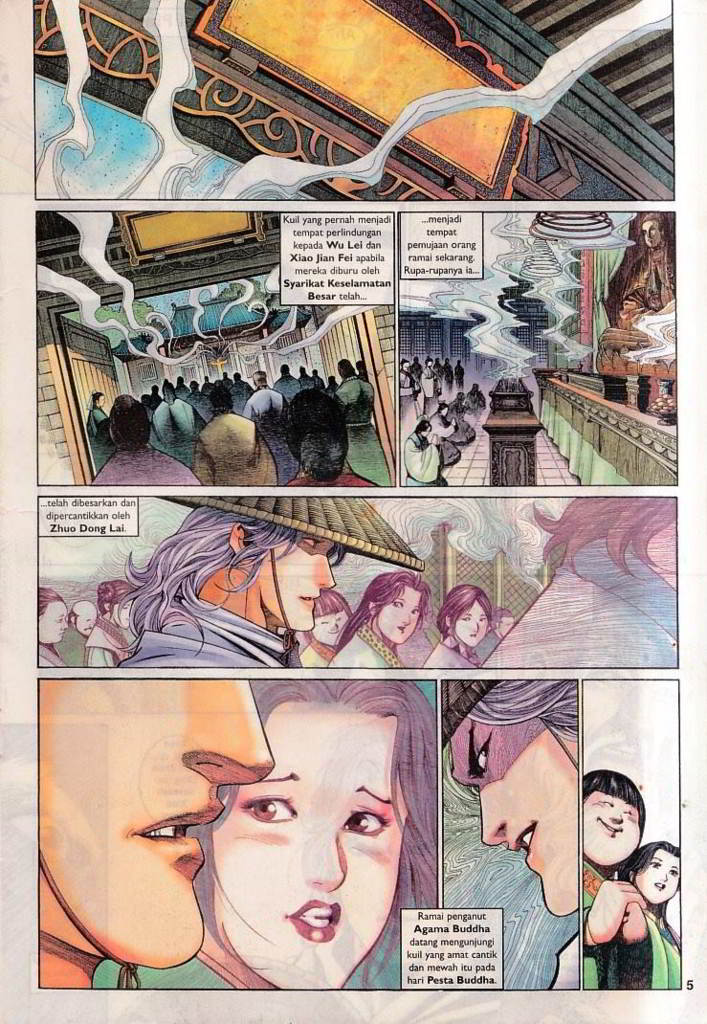 Kuil yang pernah menjadi
tempat perlindungan
kepada Wu Lei dan
Xiao Jian Fei apabila
mereka diburu oleh
Syarikat Keselamatan
Besar telah...
...menjadi
tempat
pemujaan orang
ramai sekarang.
Rupa-rupanya ia...
...telah dibesarkan dan
dipercantikkan oleh
Zhuo Dong Lai.
Ramai penganut
Agama Buddha
datang mengunjungi
kuil yang amat cantik
dan mewah itu pada
hari Pesta Buddha.
5